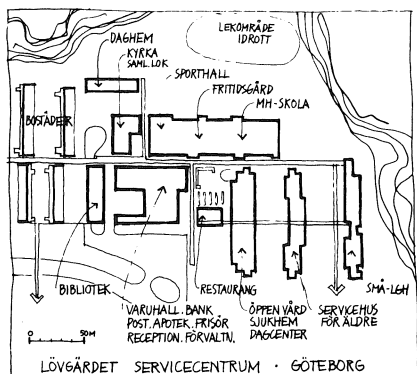 LEKOMRÅDE
IDROTT
DAGHEM
KYRKA
SAML.LOK
SPORTHALL
FRITIDSGÅRD
MH-SKOLA
BOSTÄDER
BIBLIOTEK
VARUHALL. BANK
POST. APOTEK. FRISÖR
RECEPTION. FÖRVALTN.
RESTAURANG
ÖPPEN VÅRD
SJUKHEM
DAGCENTER
SERVICEHUS
FÖR ÄLDRE
SMÅ-LGH
0 50M
LÖVGÄRDET SERVICECENTRUM · GÖTEBORG